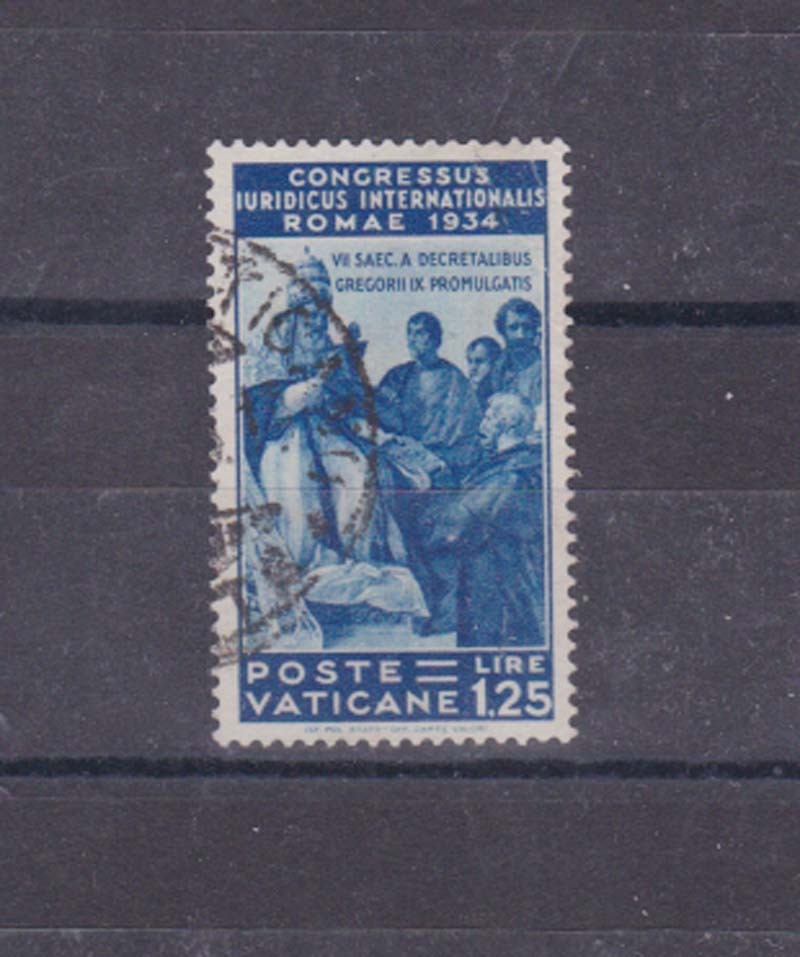 CONGRESSUS
IURIDICUS INTERNATIONALIS
ROMAE 1934
VII SAEC. A DECRETALIBUS
GREGORII IX PROMULGATIS
POSTE = LIRE
VATICANE 1,25